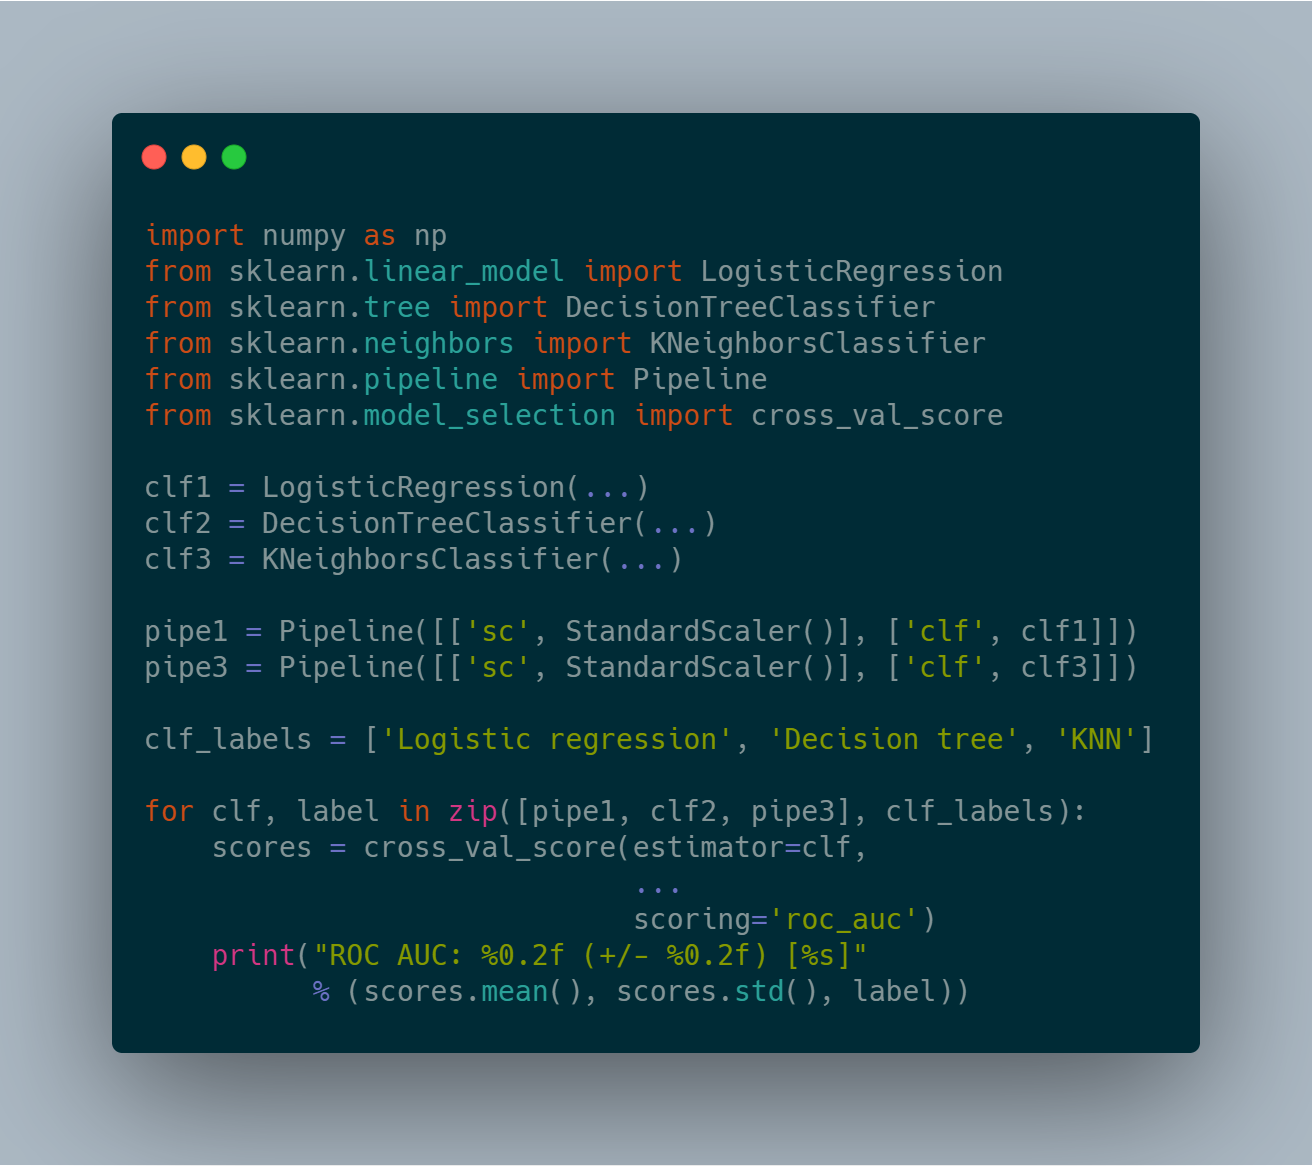 import numpy as np
from sklearn.linear_model import LogisticRegression
from sklearn.tree import DecisionTreeClassifier
from sklearn.neighbors import KNeighborsClassifier
from sklearn.pipeline import Pipeline
from sklearn.model_selection import cross_val_score

clf1 = LogisticRegression(...)
clf2 = DecisionTreeClassifier(...)
clf3 = KNeighborsClassifier(...)

pipe1 = Pipeline([['sc', StandardScaler()], ['clf', clf1]])
pipe3 = Pipeline([['sc', StandardScaler()], ['clf', clf3]])

clf_labels = ['Logistic regression', 'Decision tree', 'KNN']

for clf, label in zip([pipe1, clf2, pipe3], clf_labels):
    scores = cross_val_score(estimator=clf,
                             ...
                             scoring='roc_auc')
    print("ROC AUC: %0.2f (+/- %0.2f) [%s]"
          % (scores.mean(), scores.std(), label))